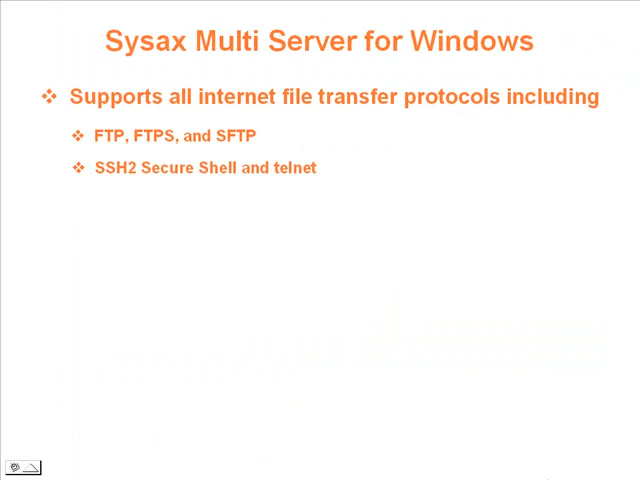 Sysax Multi Server for Windows
Supports all internet file transfer protocols including
FTP, FTPS, and SFTP
SSH2 Secure Shell and telnet